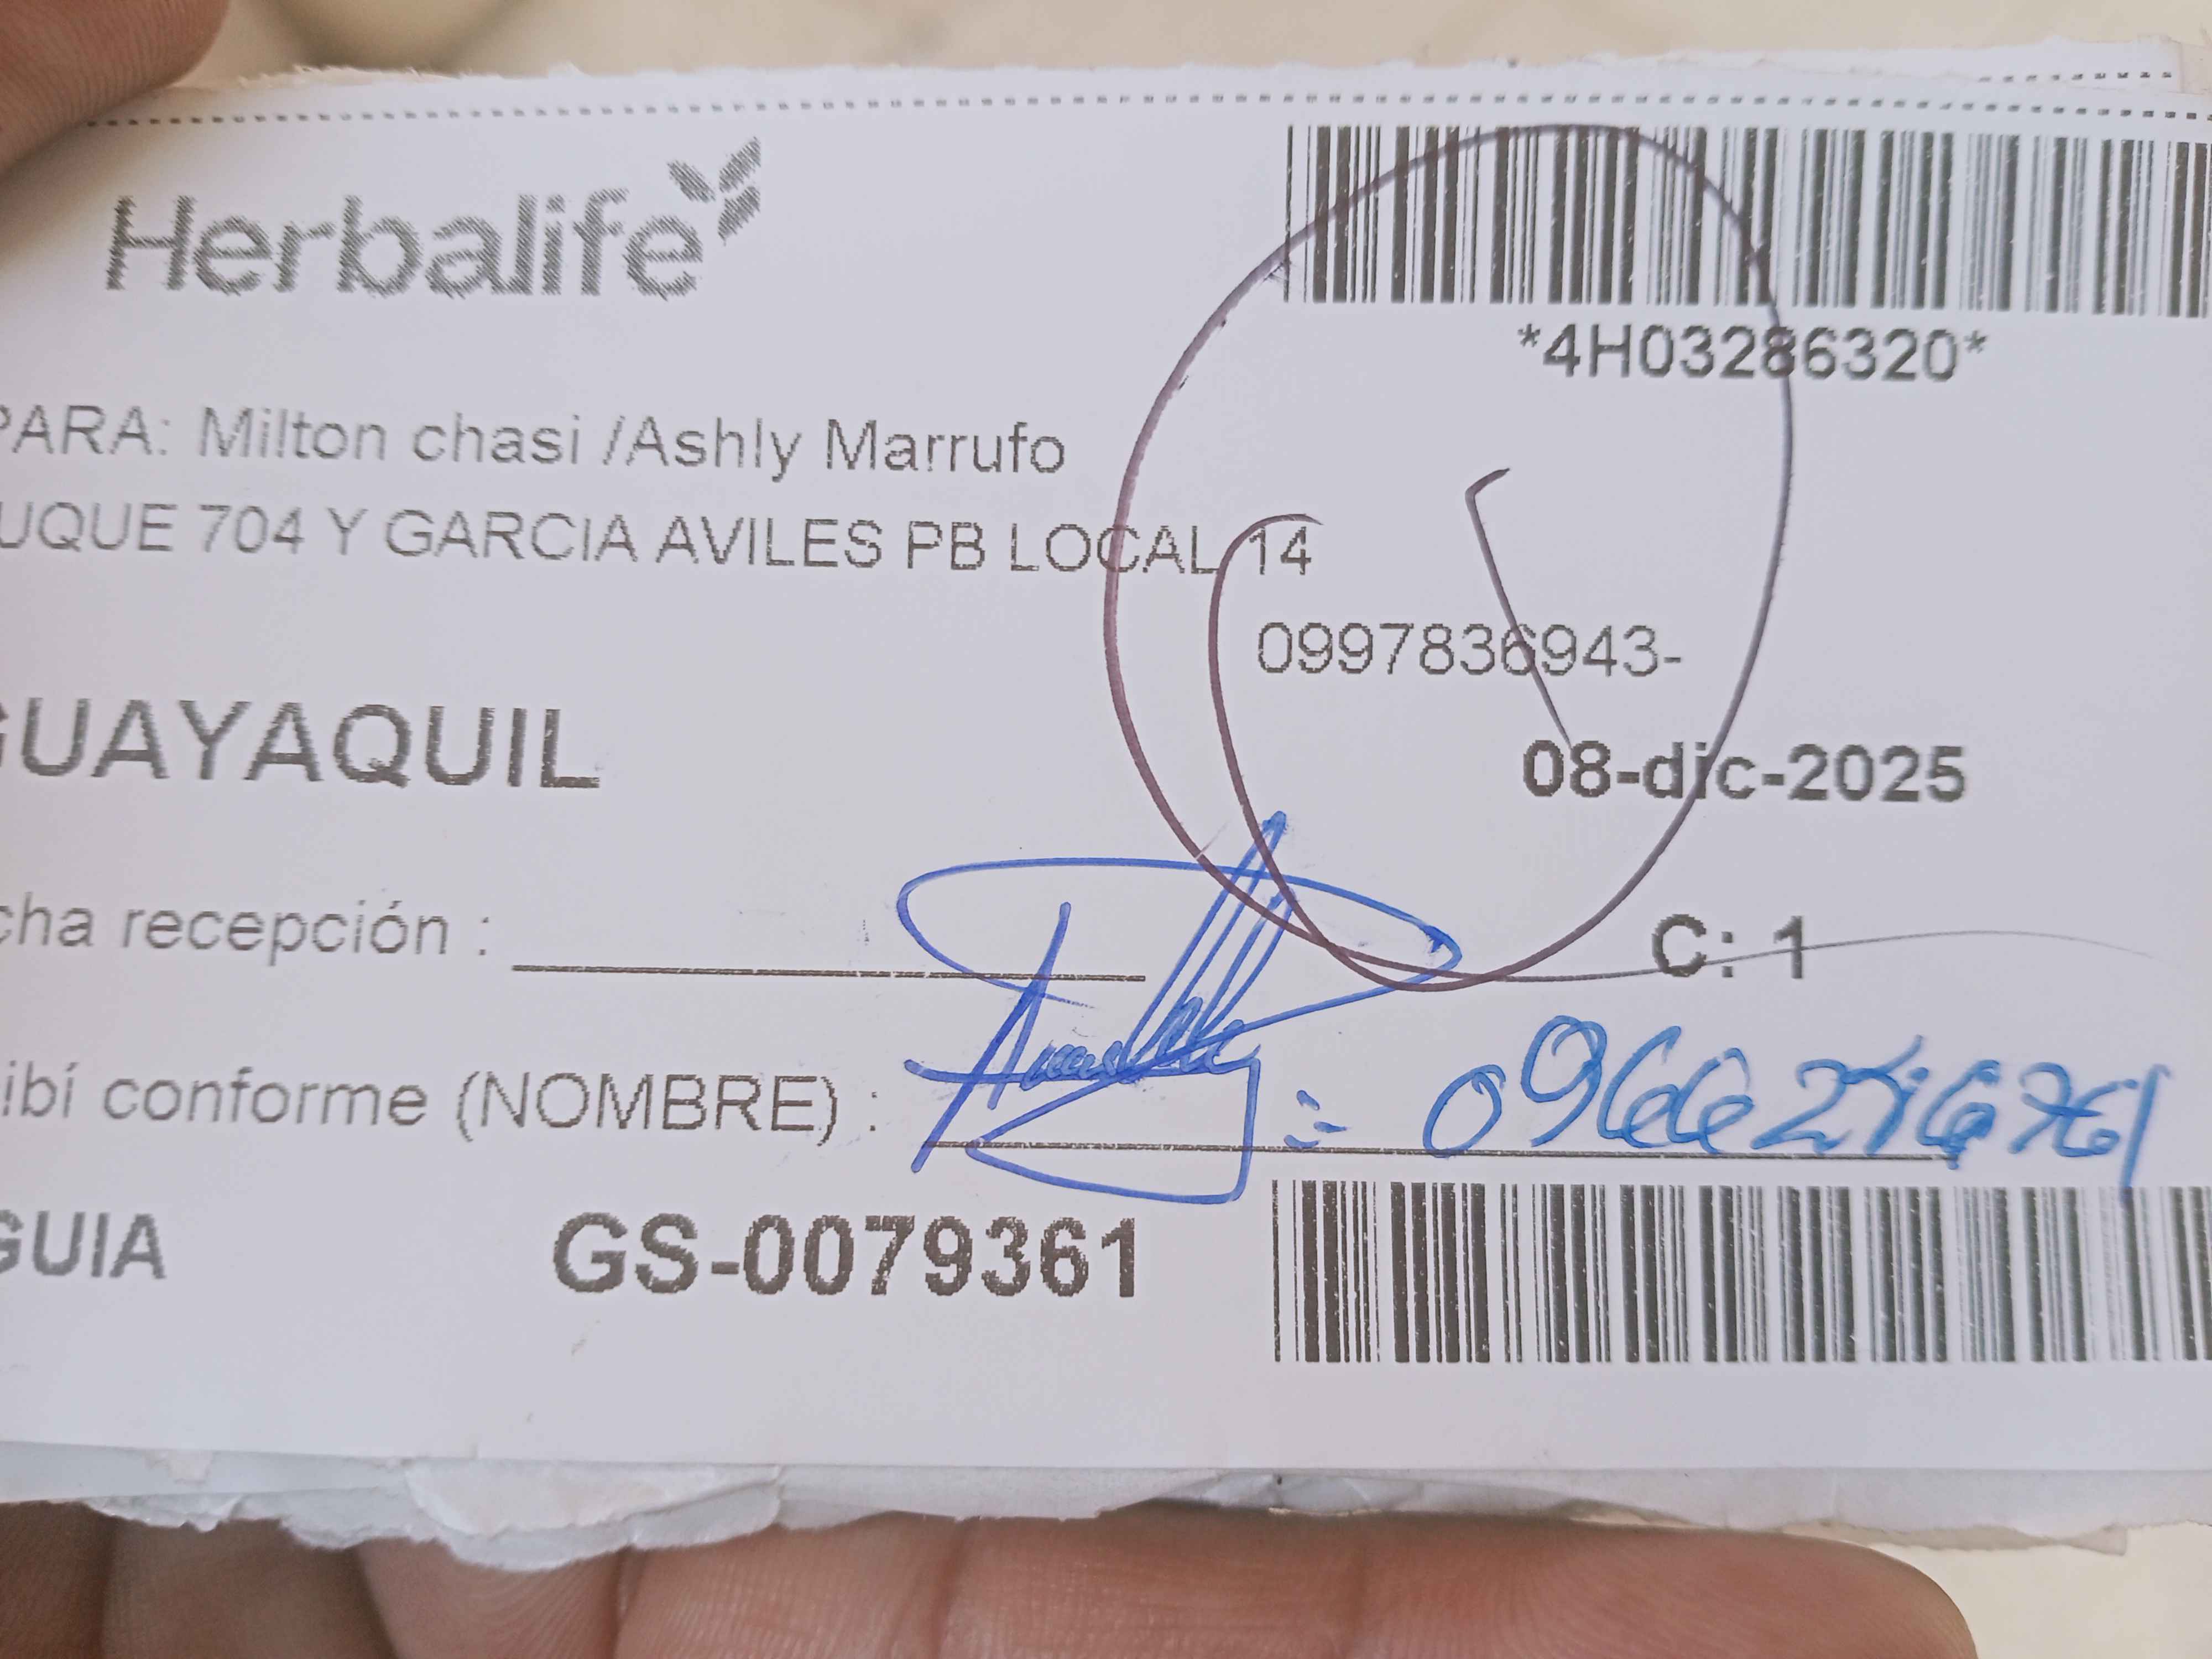 Herbalife
*4H03286320*
PARA: Milton chasi /Ashly Marrufo
UQUE 704 Y GARCIA AVILES PB LOCAL 14
0997836943-
GUAYAQUIL
08-dic-2025
cha recepción :
C: 1
ibí conforme (NOMBRE) :
GUIA GS-0079361